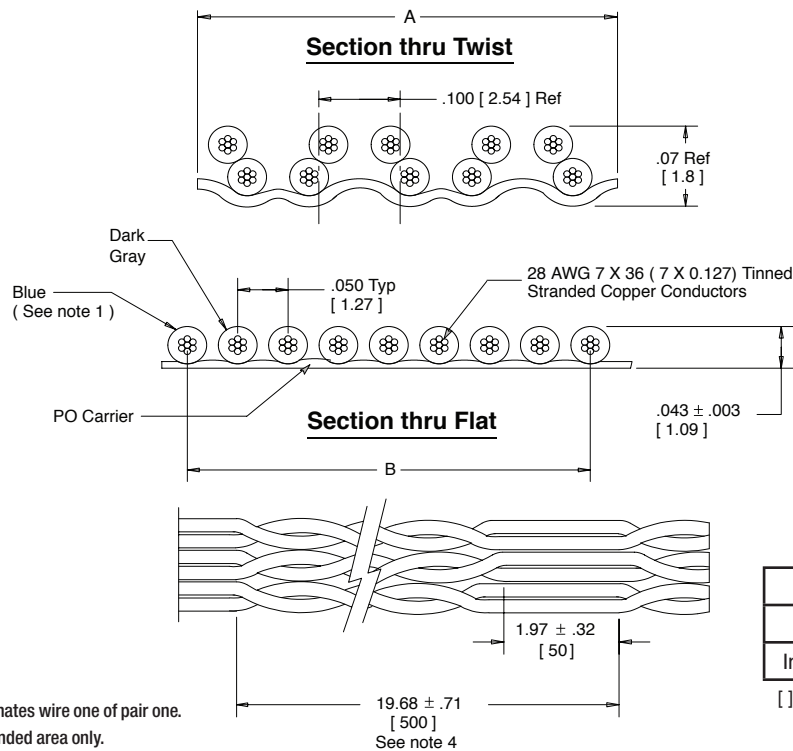 A
Section thru Twist
.100 [ 2.54 ] Ref
.07 Ref
[ 1.8 ]
Dark
Gray
Blue
( See note 1 )
.050 Typ
[ 1.27 ]
28 AWG 7 X 36 ( 7 X 0.127) Tinned
Stranded Copper Conductors
PO Carrier
Section thru Flat
.043 ± .003
[ 1.09 ]
B
1.97 ± .32
[ 50 ]
19.68 ± .71
[ 500 ]
See note 4
nates wire one of pair one.
nded area only.
[ ]